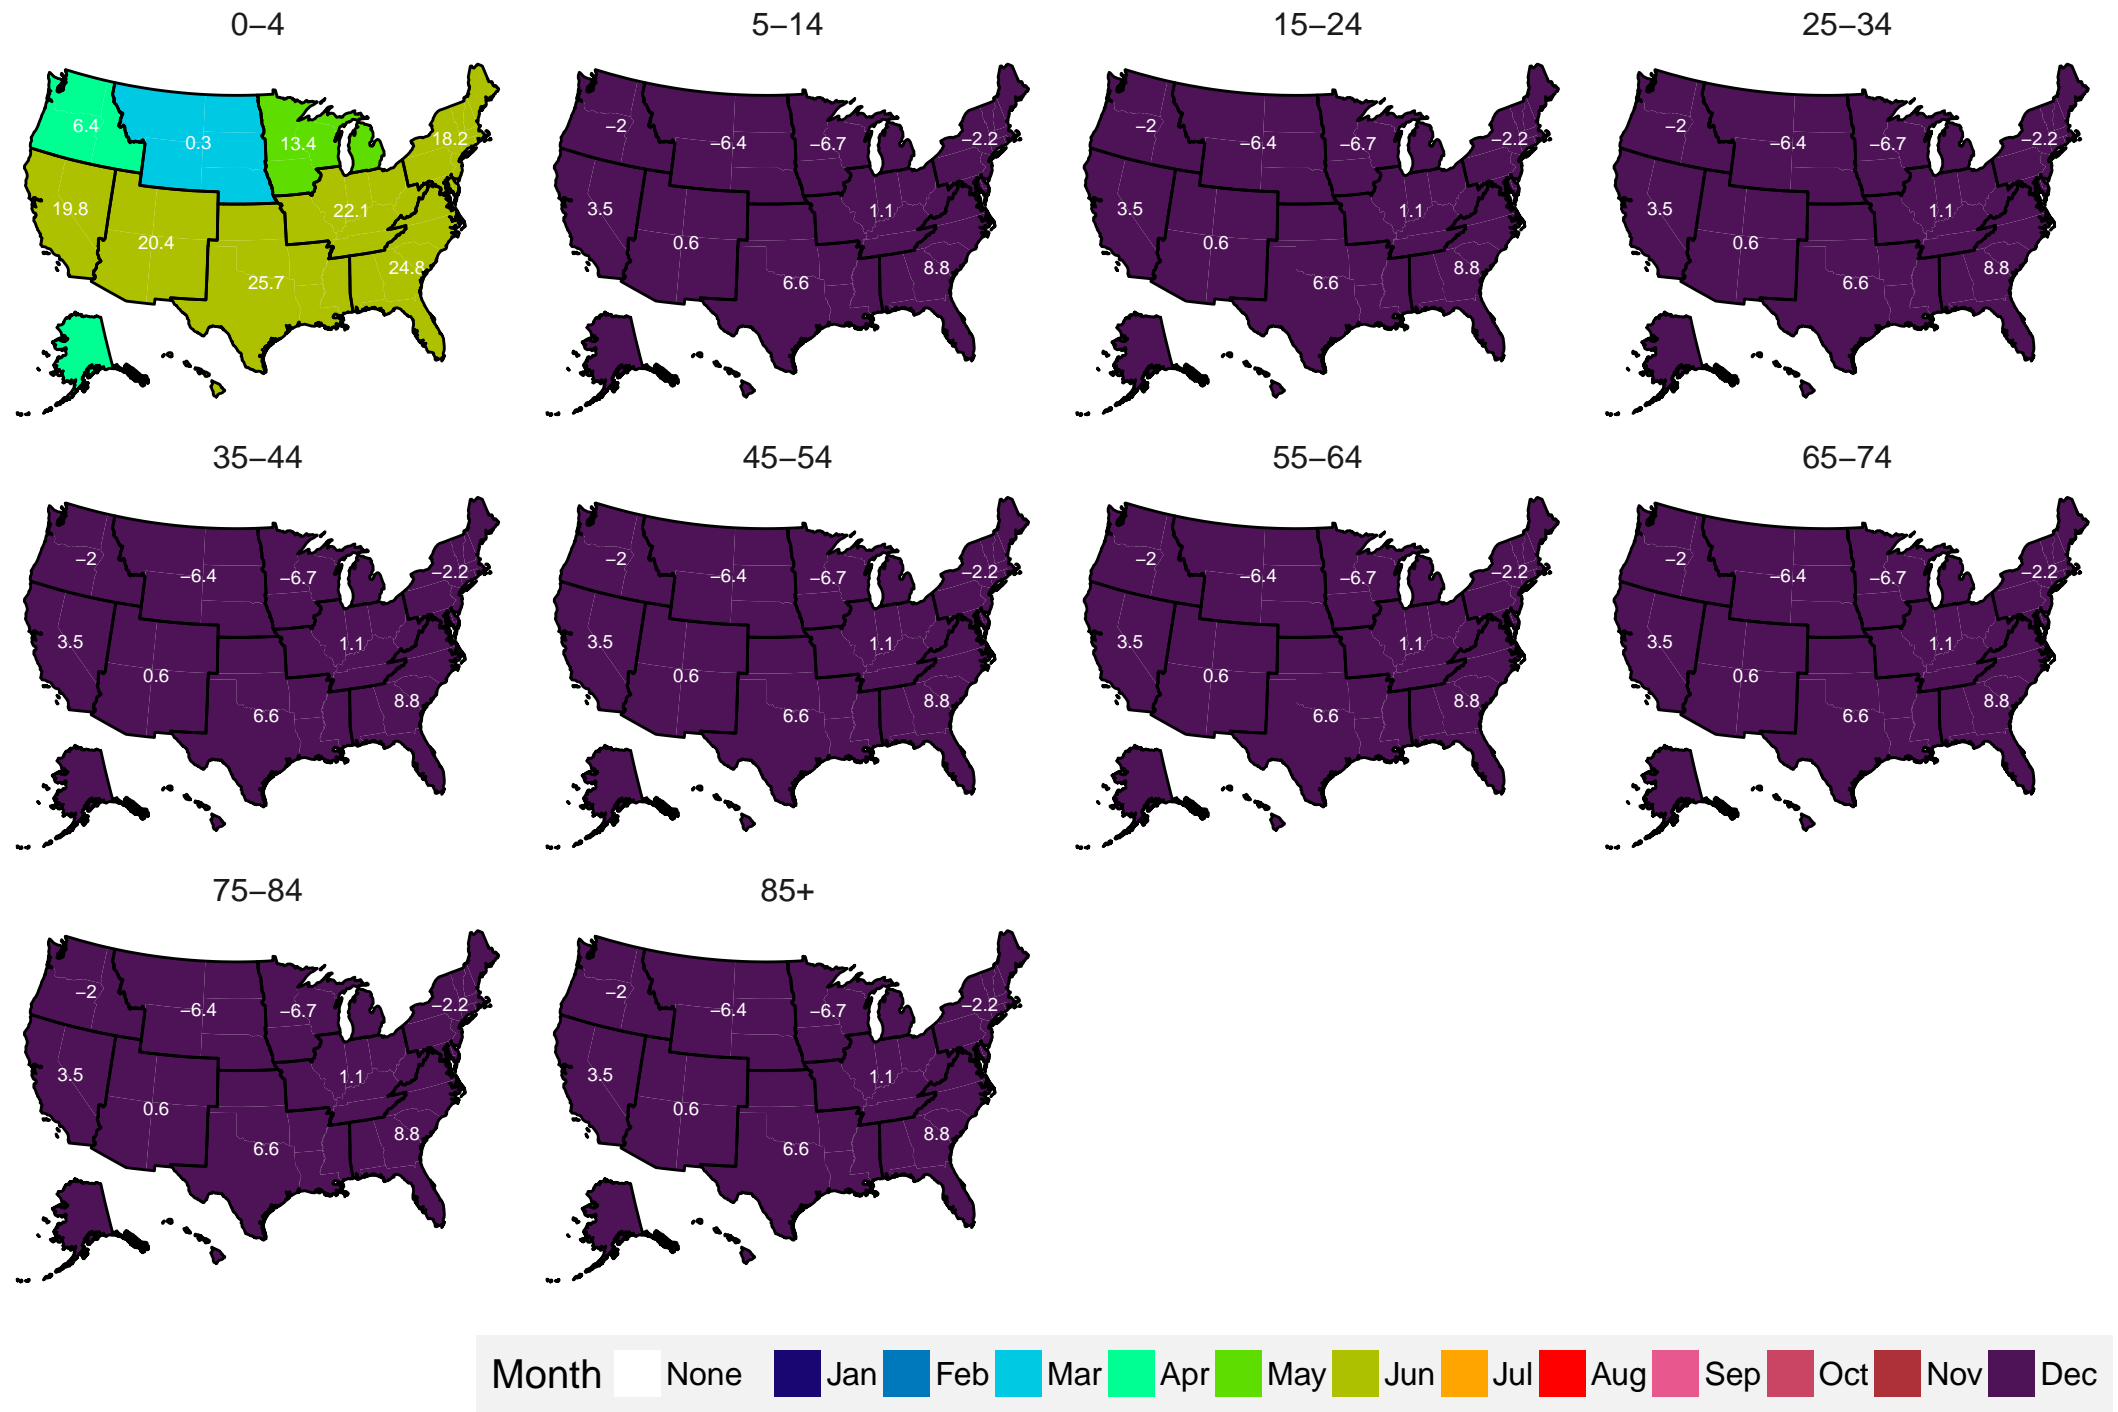 0–4 5–14 15–24 25–34
6.4 0.3 13.4 18.2 −2 −6.4 −6.7 −2.2 −2 −6.4 −6.7 −2.2 −2 −6.4 −6.7 −2.2
19.8 22.1 3.5 1.1 3.5 1.1 3.5 1.1
20.4 0.6 0.6 0.6
25.7 24.8 6.6 8.8 6.6 8.8 6.6 8.8
35–44 45–54 55–64 65–74
−2 −6.4 −6.7 −2.2 −2 −6.4 −6.7 −2.2 −2 −6.4 −6.7 −2.2 −2 −6.4 −6.7 −2.2
3.5 1.1 3.5 1.1 3.5 1.1 3.5 1.1
0.6 0.6 0.6 0.6
6.6 8.8 6.6 8.8 6.6 8.8 6.6 8.8
75–84 85+
−2 −6.4 −6.7 −2.2 −2 −6.4 −6.7 −2.2
3.5 1.1 3.5 1.1
0.6 0.6
6.6 8.8 6.6 8.8
Month None Jan Feb Mar Apr May Jun Jul Aug Sep Oct Nov Dec